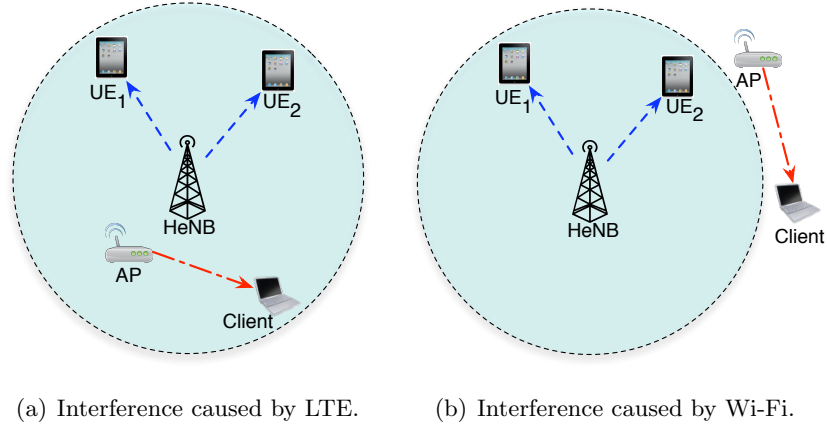 UE1
UE2
HeNB
AP
Client
(a) Interference caused by LTE.
UE1
UE2
AP
HeNB
Client
(b) Interference caused by Wi-Fi.